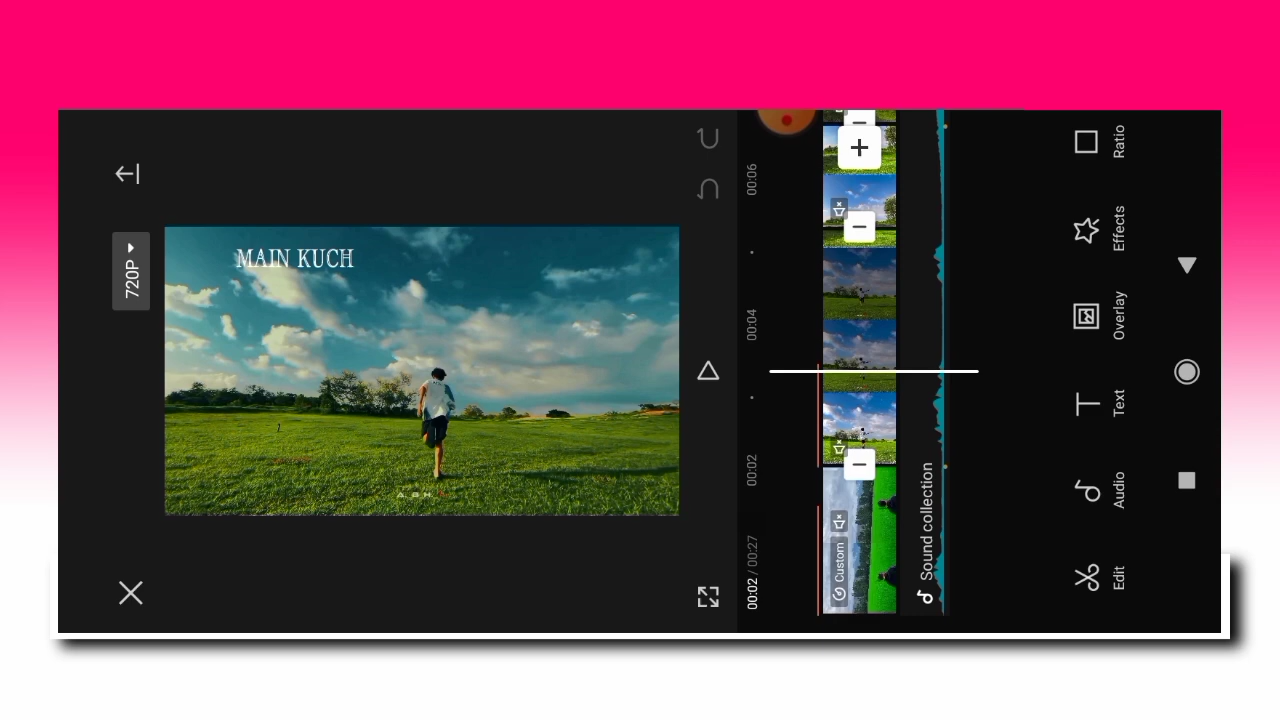 720P
MAIN KUCH
A B H
00:02 / 00:27
00:02
00:04
00:06
Custom
Sound collection
Edit
Audio
Text
Overlay
Effects
Ratio